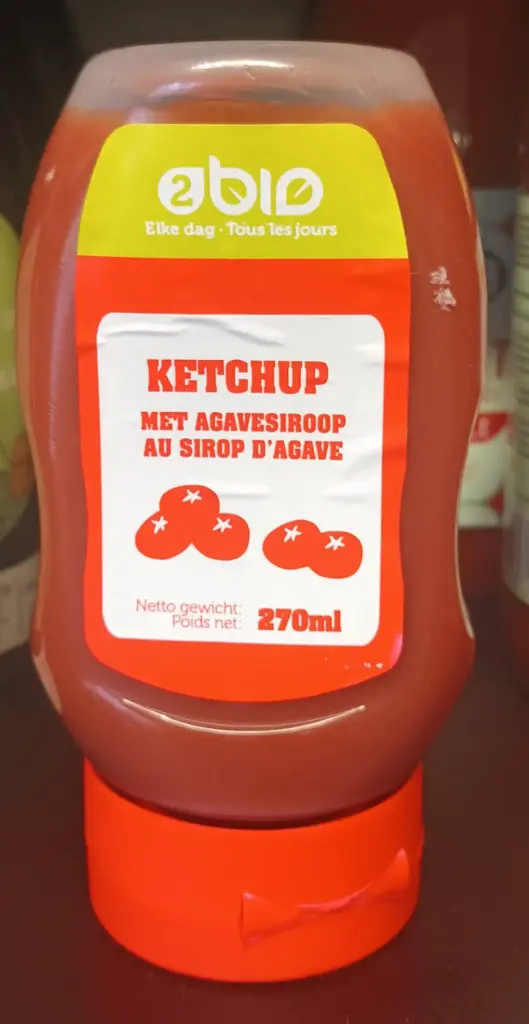 2bio
Elke dag · Tous les jours
KETCHUP
MET AGAVESIROOP
AU SIROP D'AGAVE
Netto gewicht:
Poids net: 270ml